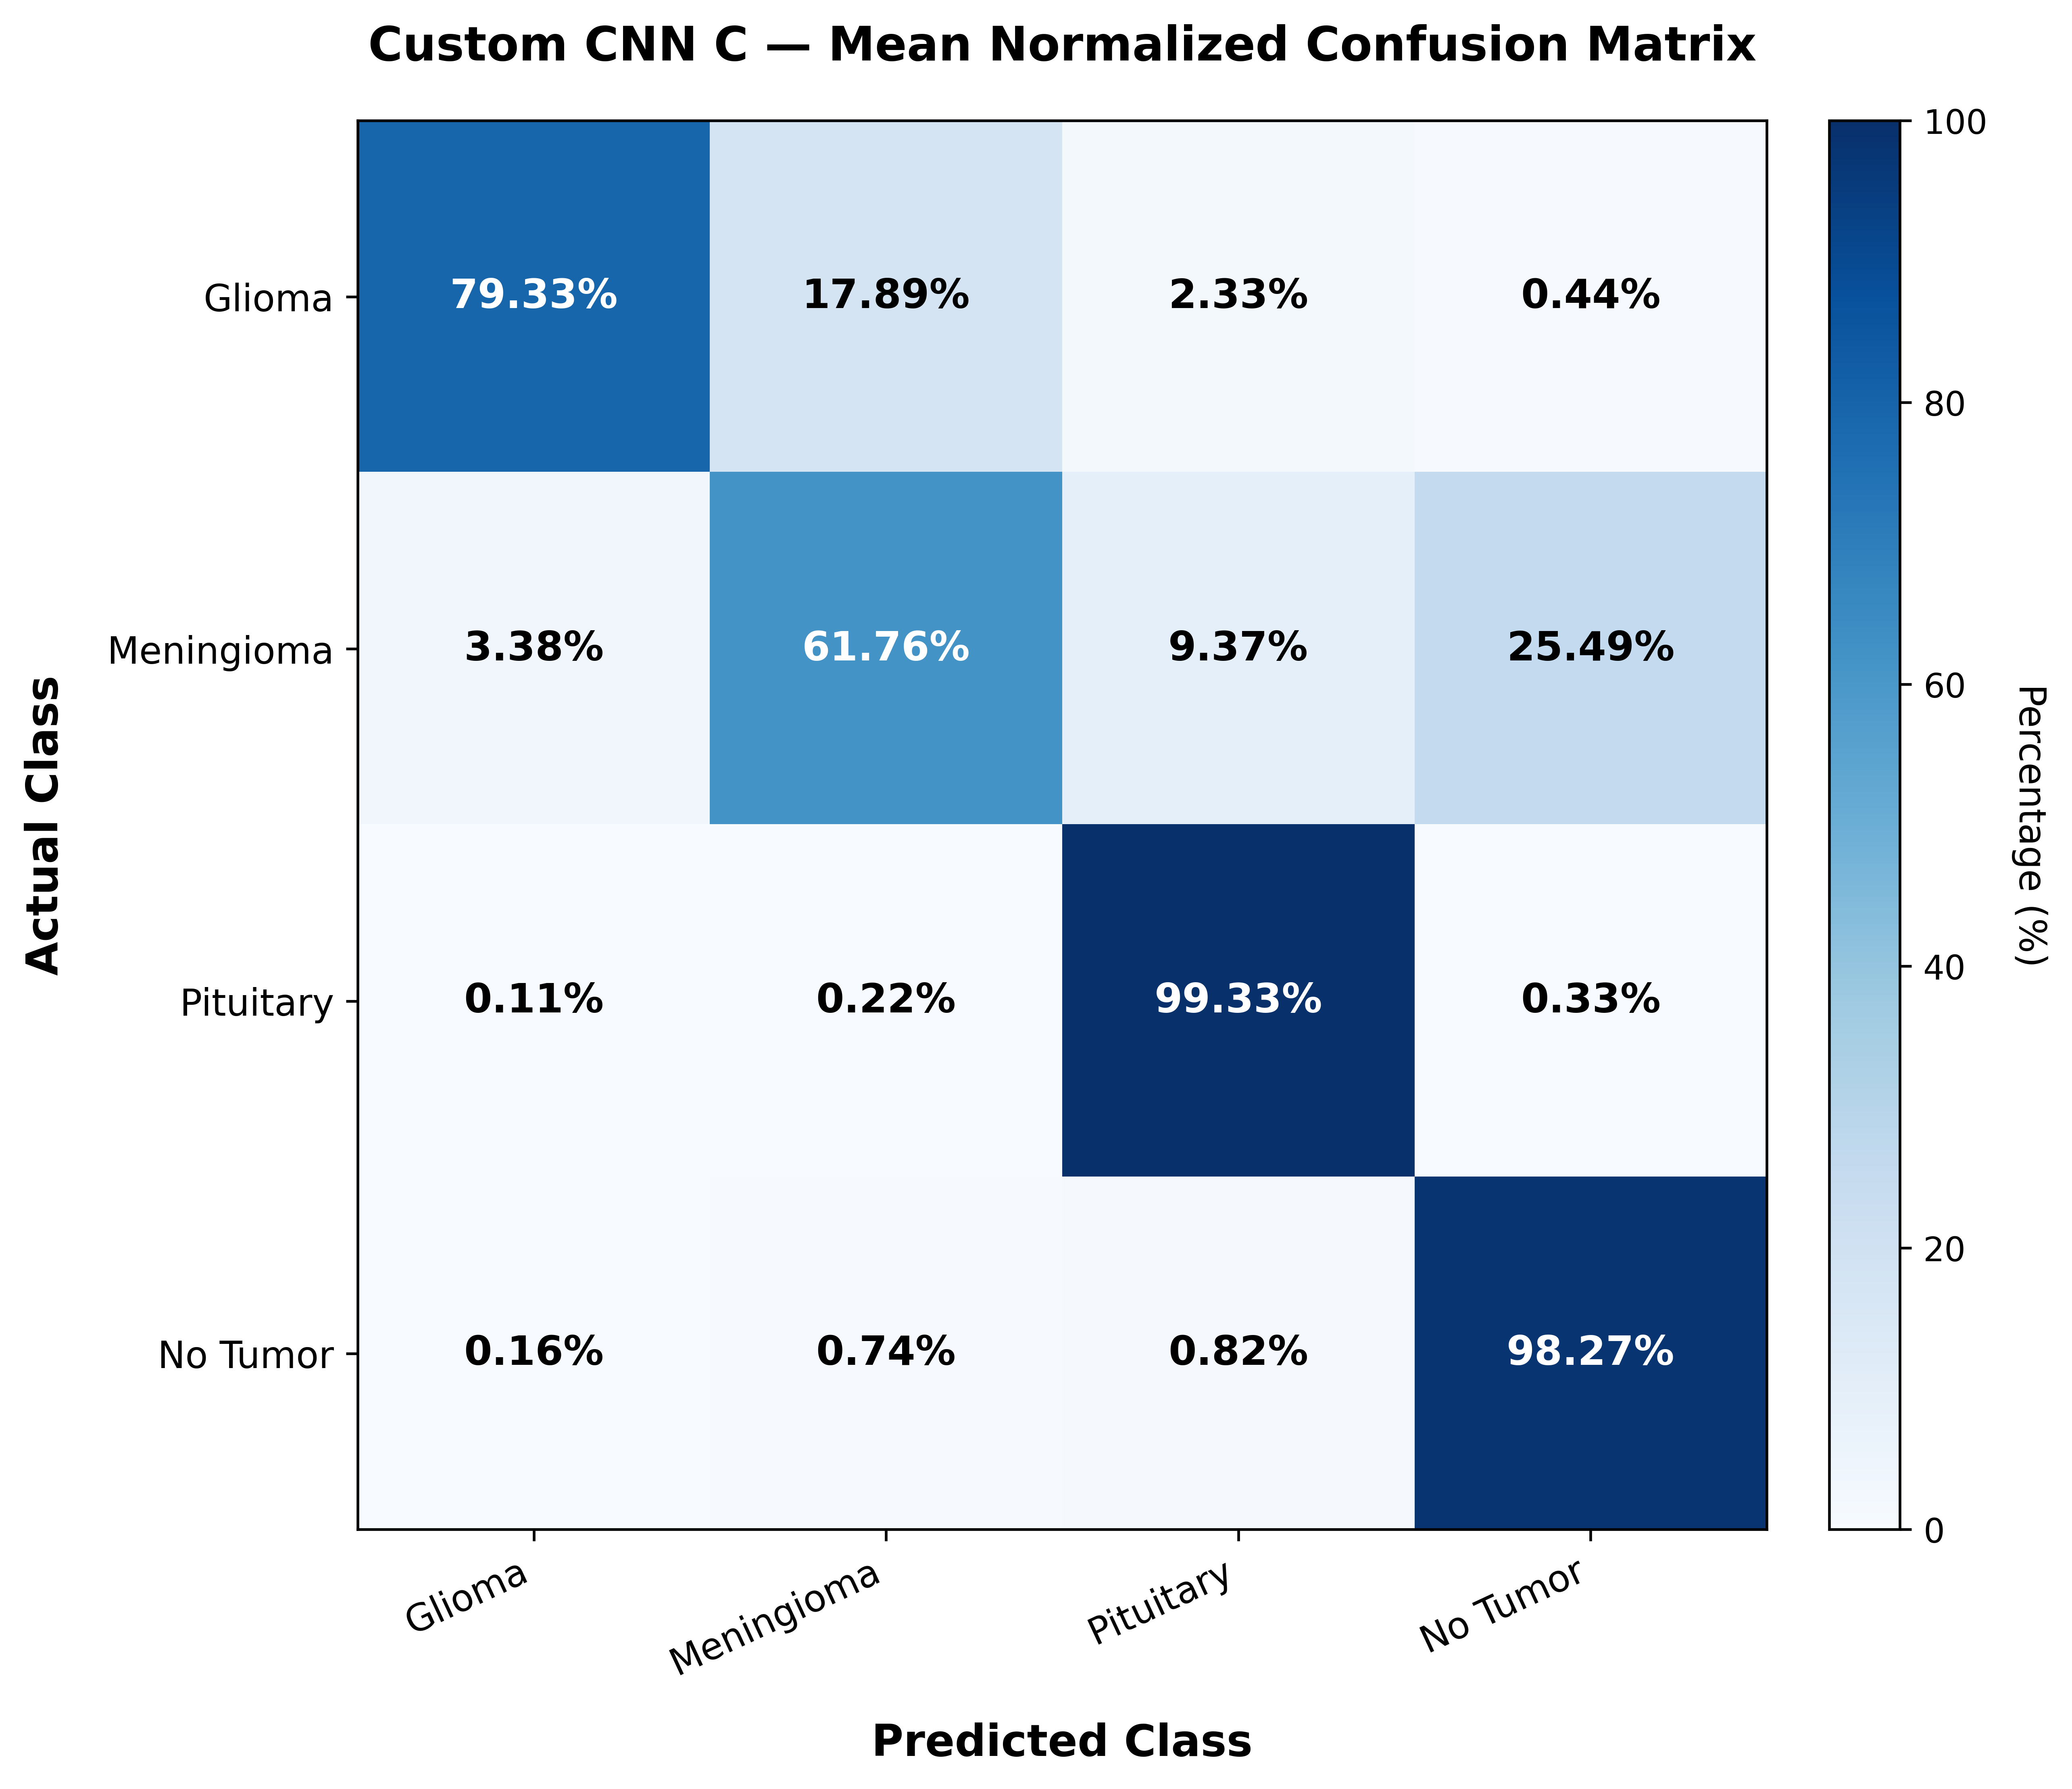 Custom CNN C — Mean Normalized Confusion Matrix
Actual Class
Glioma
79.33% 17.89% 2.33% 0.44%
Meningioma
3.38% 61.76% 9.37% 25.49%
Pituitary
0.11% 0.22% 99.33% 0.33%
No Tumor
0.16% 0.74% 0.82% 98.27%
Glioma Meningioma Pituitary No Tumor
Predicted Class
100
80
60
40
20
0
Percentage (%)